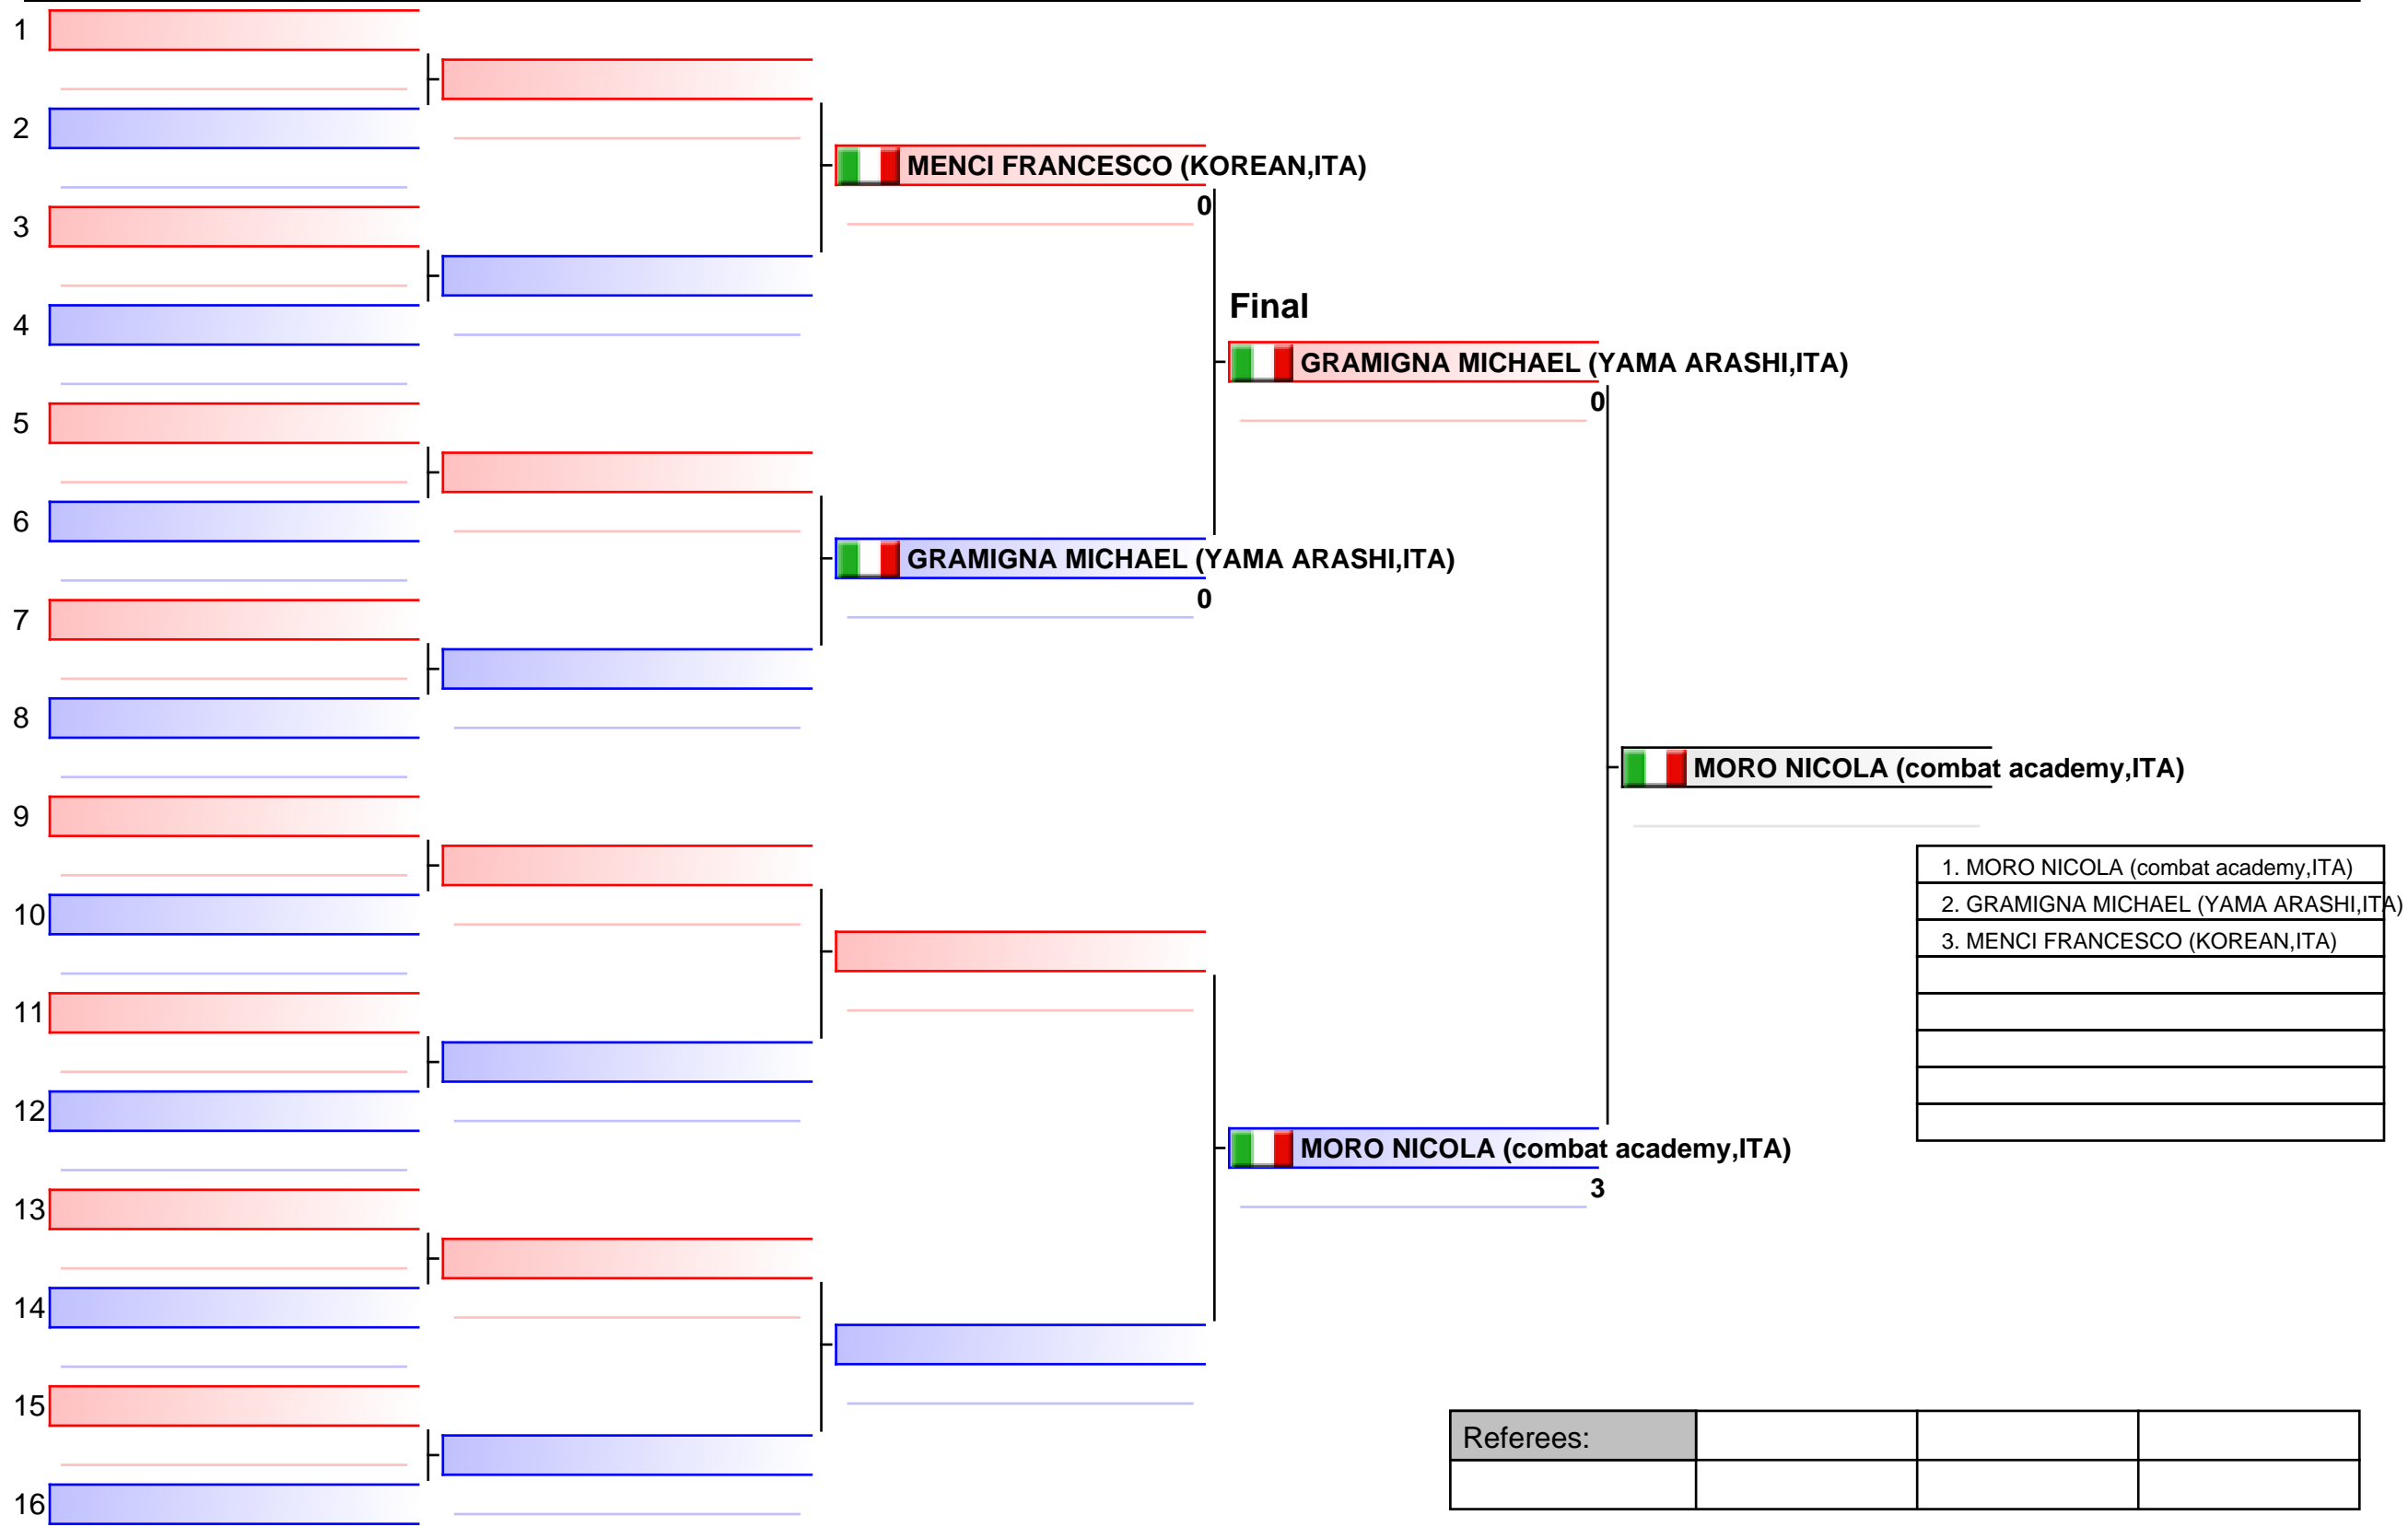 1
2
MENCI FRANCESCO (KOREAN,ITA)
0
3
Final
4
GRAMIGNA MICHAEL (YAMA ARASHI,ITA)
0
5
6
GRAMIGNA MICHAEL (YAMA ARASHI,ITA)
0
7
8
MORO NICOLA (combat academy,ITA)
9
1. MORO NICOLA (combat academy,ITA)
2. GRAMIGNA MICHAEL (YAMA ARASHI,ITA)
3. MENCI FRANCESCO (KOREAN,ITA)
10
11
12
MORO NICOLA (combat academy,ITA)
3
13
14
15
Referees:
16